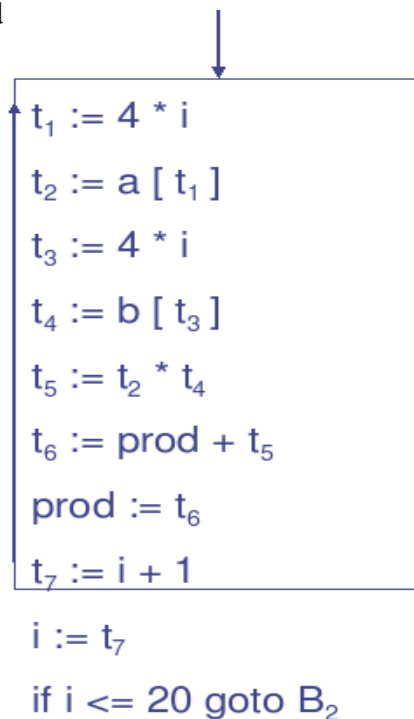 t₁ := 4 * i
t₂ := a [ t₁ ]
t₃ := 4 * i
t₄ := b [ t₃ ]
t₅ := t₂ * t₄
t₆ := prod + t₅
prod := t₆
t₇ := i + 1
i := t₇
if i <= 20 goto B₂